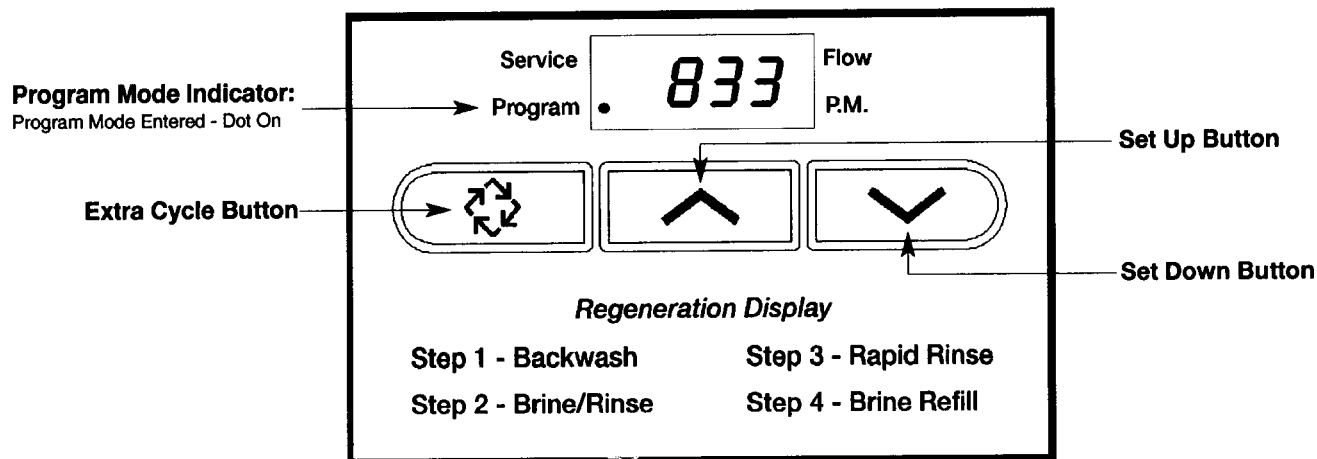 Service
Flow
833
Program Mode Indicator:
Program Mode Entered - Dot On
Program
P.M.
Set Up Button
Extra Cycle Button
Set Down Button
Regeneration Display
Step 1 - Backwash
Step 3 - Rapid Rinse
Step 2 - Brine/Rinse
Step 4 - Brine Refill